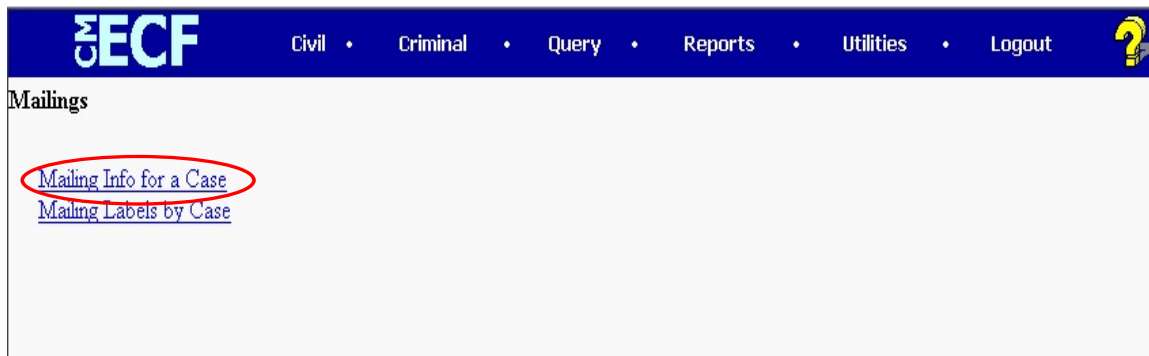 CM ECF Civil • Criminal • Query • Reports • Utilities • Logout ?
Mailings
Mailing Info for a Case
Mailing Labels by Case